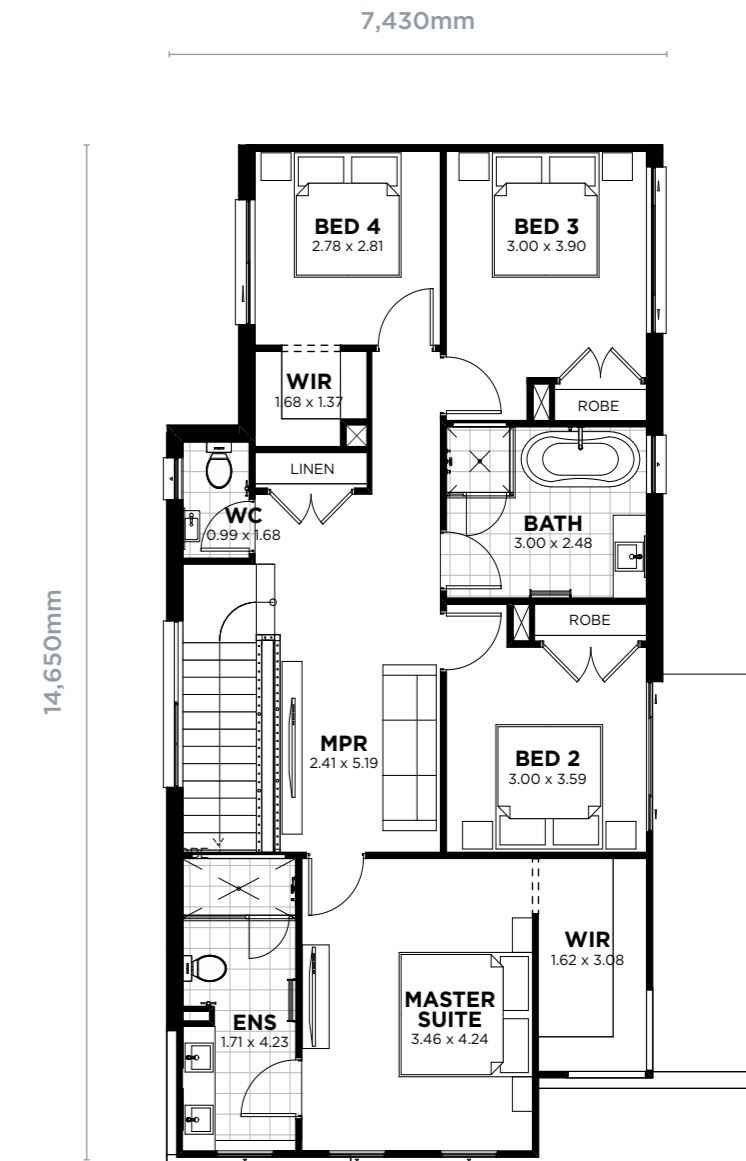 7,430mm
14,650mm
BED 4
2.78 x 2.81
BED 3
3.00 x 3.90
WIR
1.68 x 1.37
ROBE
LINEN
WC
0.99 x 1.68
BATH
3.00 x 2.48
ROBE
MPR
2.41 x 5.19
BED 2
3.00 x 3.59
WIR
1.62 x 3.08
MASTER
SUITE
3.46 x 4.24
ENS
1.71 x 4.23